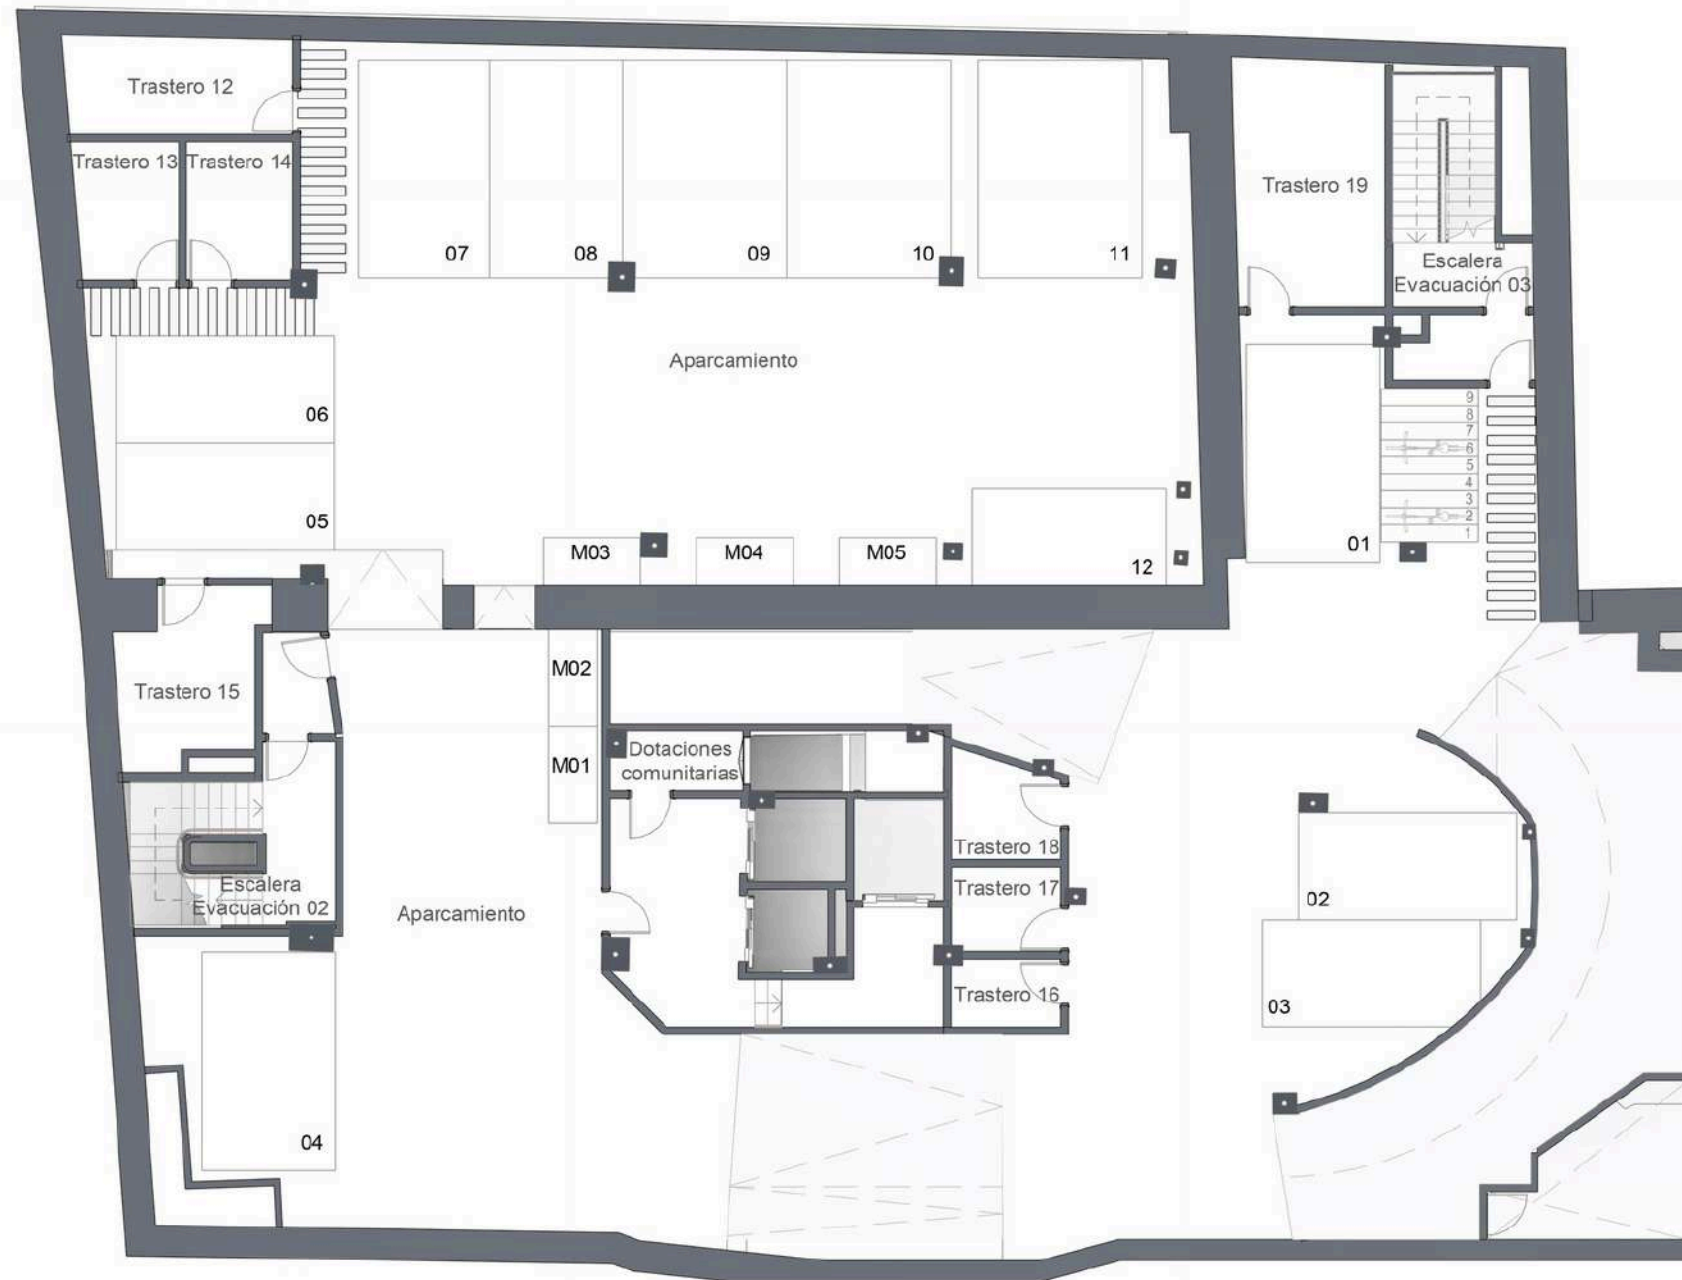 Trastero 12
Trastero 13
Trastero 14
07
08
09
10
11
Trastero 19
Escalera
Evacuación 03
Aparcamiento
06
05
M03
M04
M05
12
01
9
8
7
6
5
4
3
2
1
Trastero 15
M02
M01
Dotaciones
comunitarias
Escalera
Evacuación 02
Aparcamiento
Trastero 18
Trastero 17
Trastero 16
02
03
04